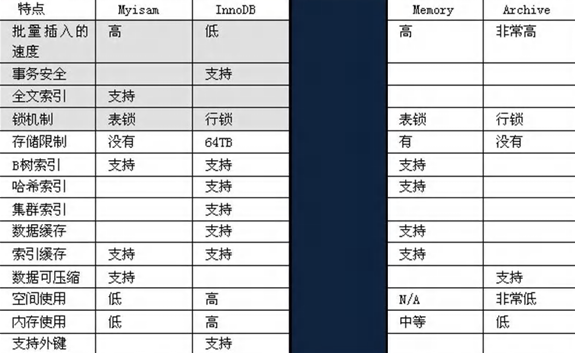 特点 Myisam InnoDB Memory Archive
批量插入的 高 低 高 非常高
速度
事务安全 支持
全文索引 支持
锁机制 表锁 行锁 表锁 行锁
存储限制 没有 64TB 有 没有
B树索引 支持 支持 支持
哈希索引 支持 支持
集群索引 支持
数据缓存 支持 支持
索引缓存 支持 支持 支持
数据可压缩 支持 支持
空间使用 低 高 N/A 非常低
内存使用 低 高 中等 低
支持外键 支持